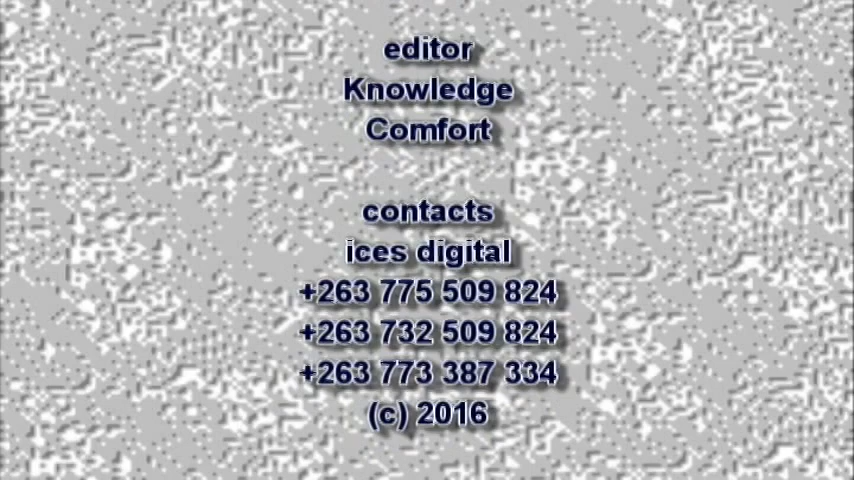 editor
Knowledge
Comfort
contacts
ices digital
+263 775 509 824
+263 732 509 824
+263 773 387 334
(c) 2016